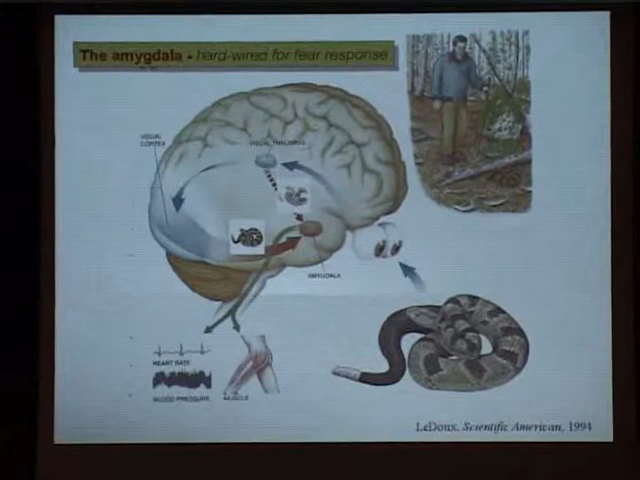 The amygdala - hard-wired for fear response
VISUAL
CORTEX
VISUAL THALAMUS
AMYGDALA
HEART RATE
BLOOD PRESSURE
MUSCLE
LeDoux, Scientific American, 1994